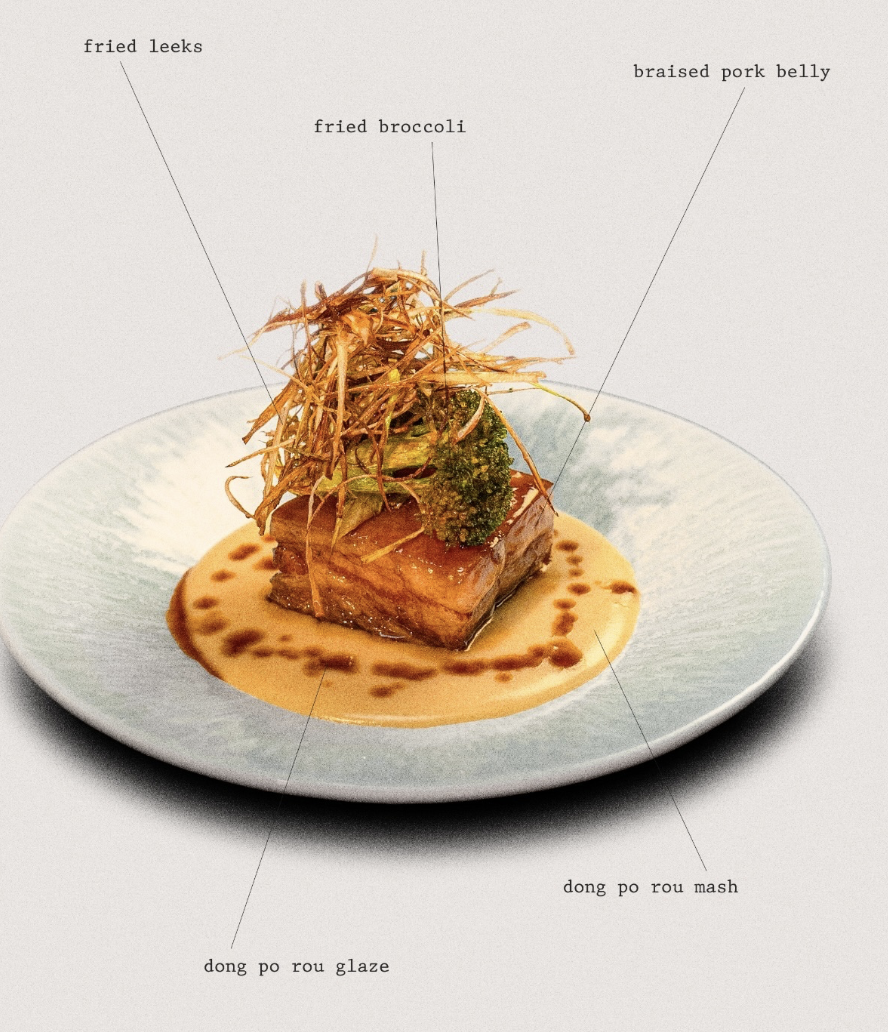 fried leeks
braised pork belly
fried broccoli
dong po rou mash
dong po rou glaze